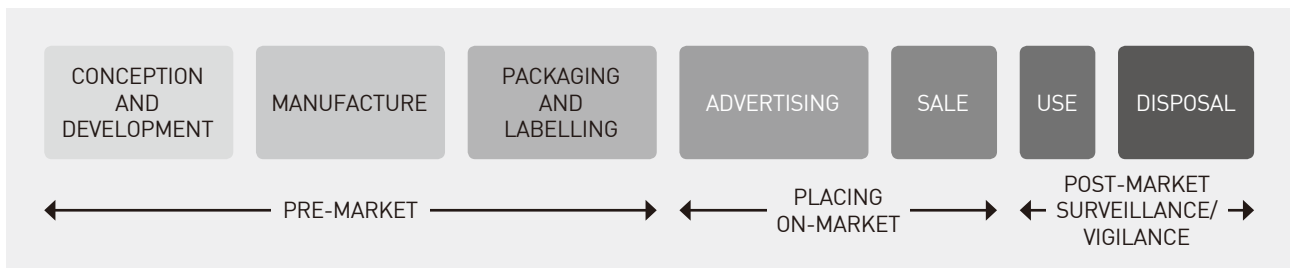 CONCEPTION
AND
DEVELOPMENT
MANUFACTURE
PACKAGING
AND
LABELLING
ADVERTISING
SALE
USE
DISPOSAL
PRE-MARKET
PLACING
ON-MARKET
POST-MARKET
SURVEILLANCE/
VIGILANCE